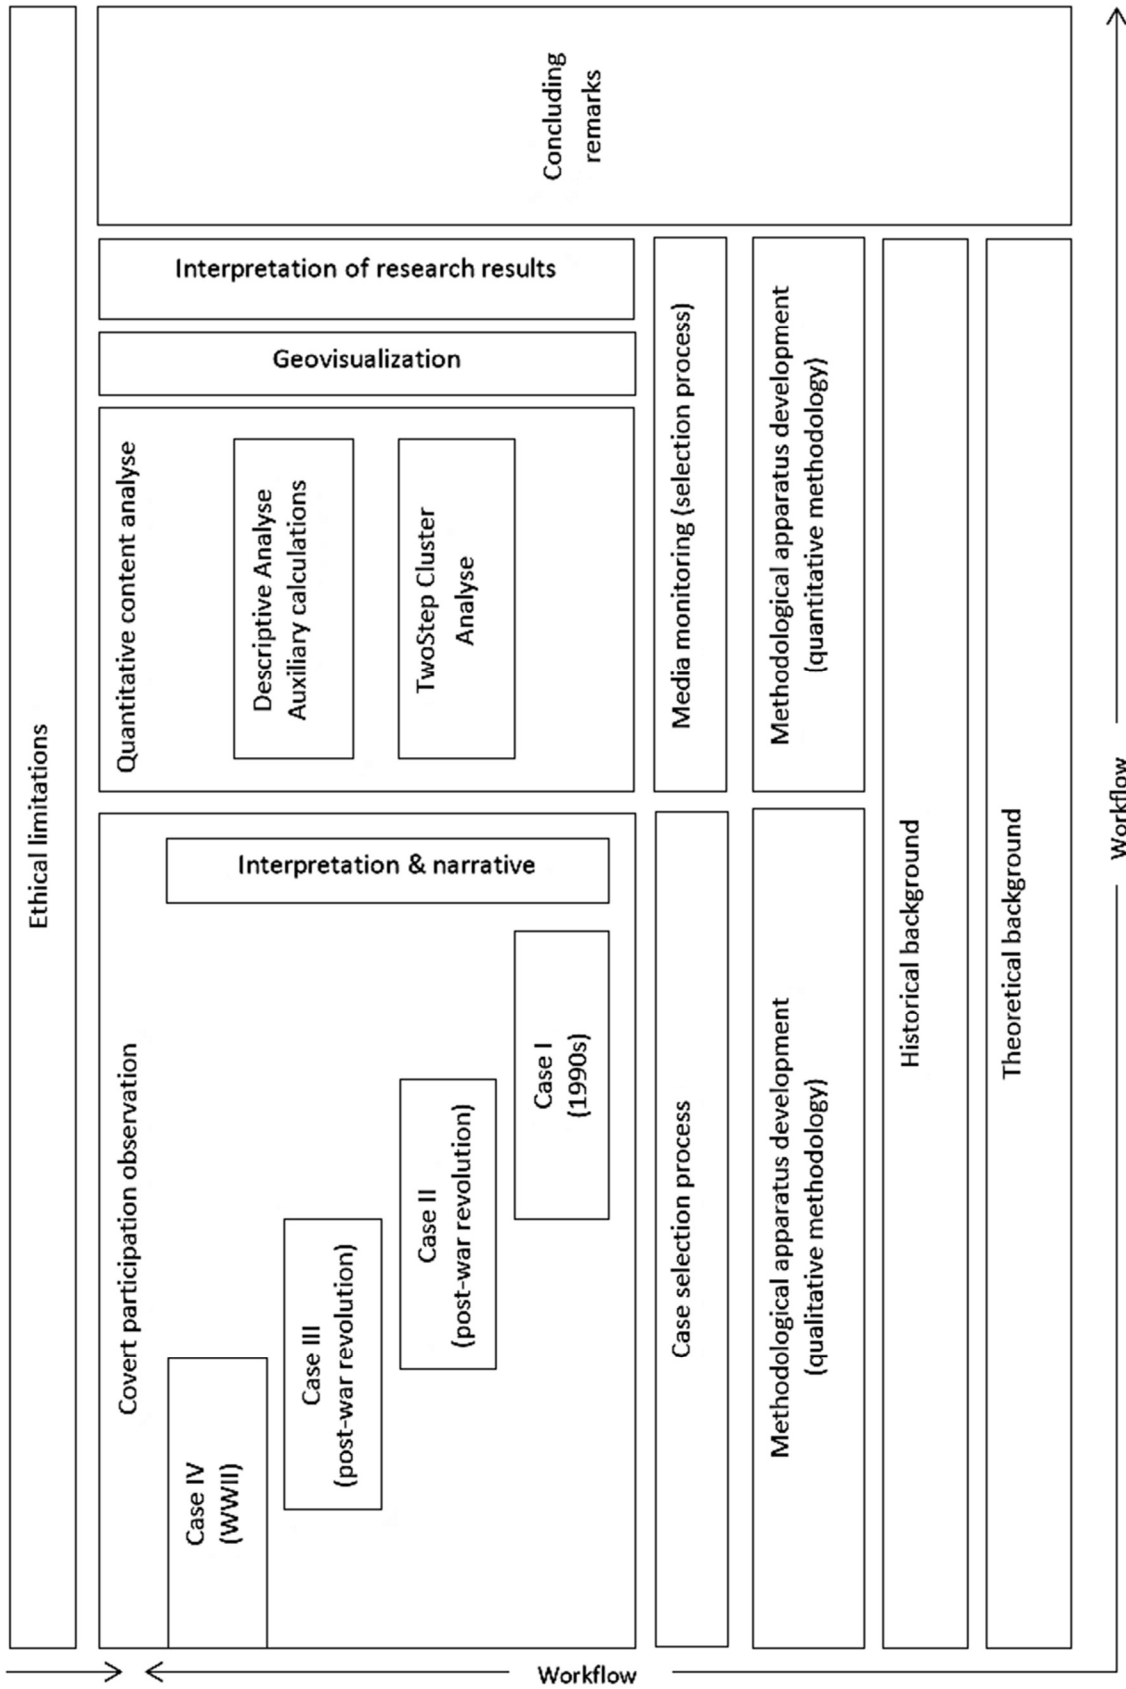 Ethical limitations
Covert participation observation
Case IV
(WWII)
Case III
(post-war revolution)
Case II
(post-war revolution)
Case I
(1990s)
Interpretation & narrative
Quantitative content analyse
Descriptive Analyse
Auxiliary calculations
TwoStep Cluster
Analyse
Geovisualization
Interpretation of research results
Concluding
remarks
Case selection process
Media monitoring (selection process)
Methodological apparatus development
(qualitative methodology)
Methodological apparatus development
(quantitative methodology)
Historical background
Theoretical background
Workflow
Workflow